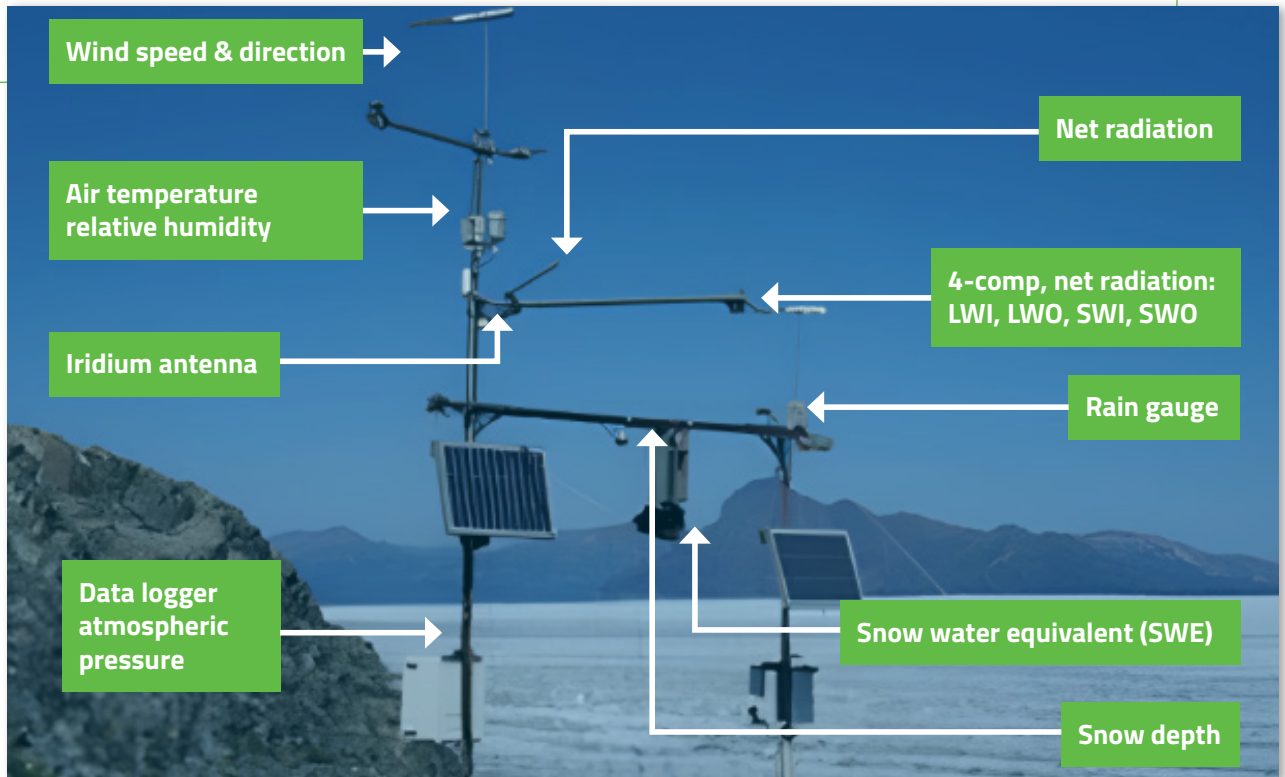 Wind speed & direction
Net radiation
Air temperature
relative humidity
4-comp, net radiation:
LWI, LWO, SWI, SWO
Iridium antenna
Rain gauge
Data logger
atmospheric
pressure
Snow water equivalent (SWE)
Snow depth